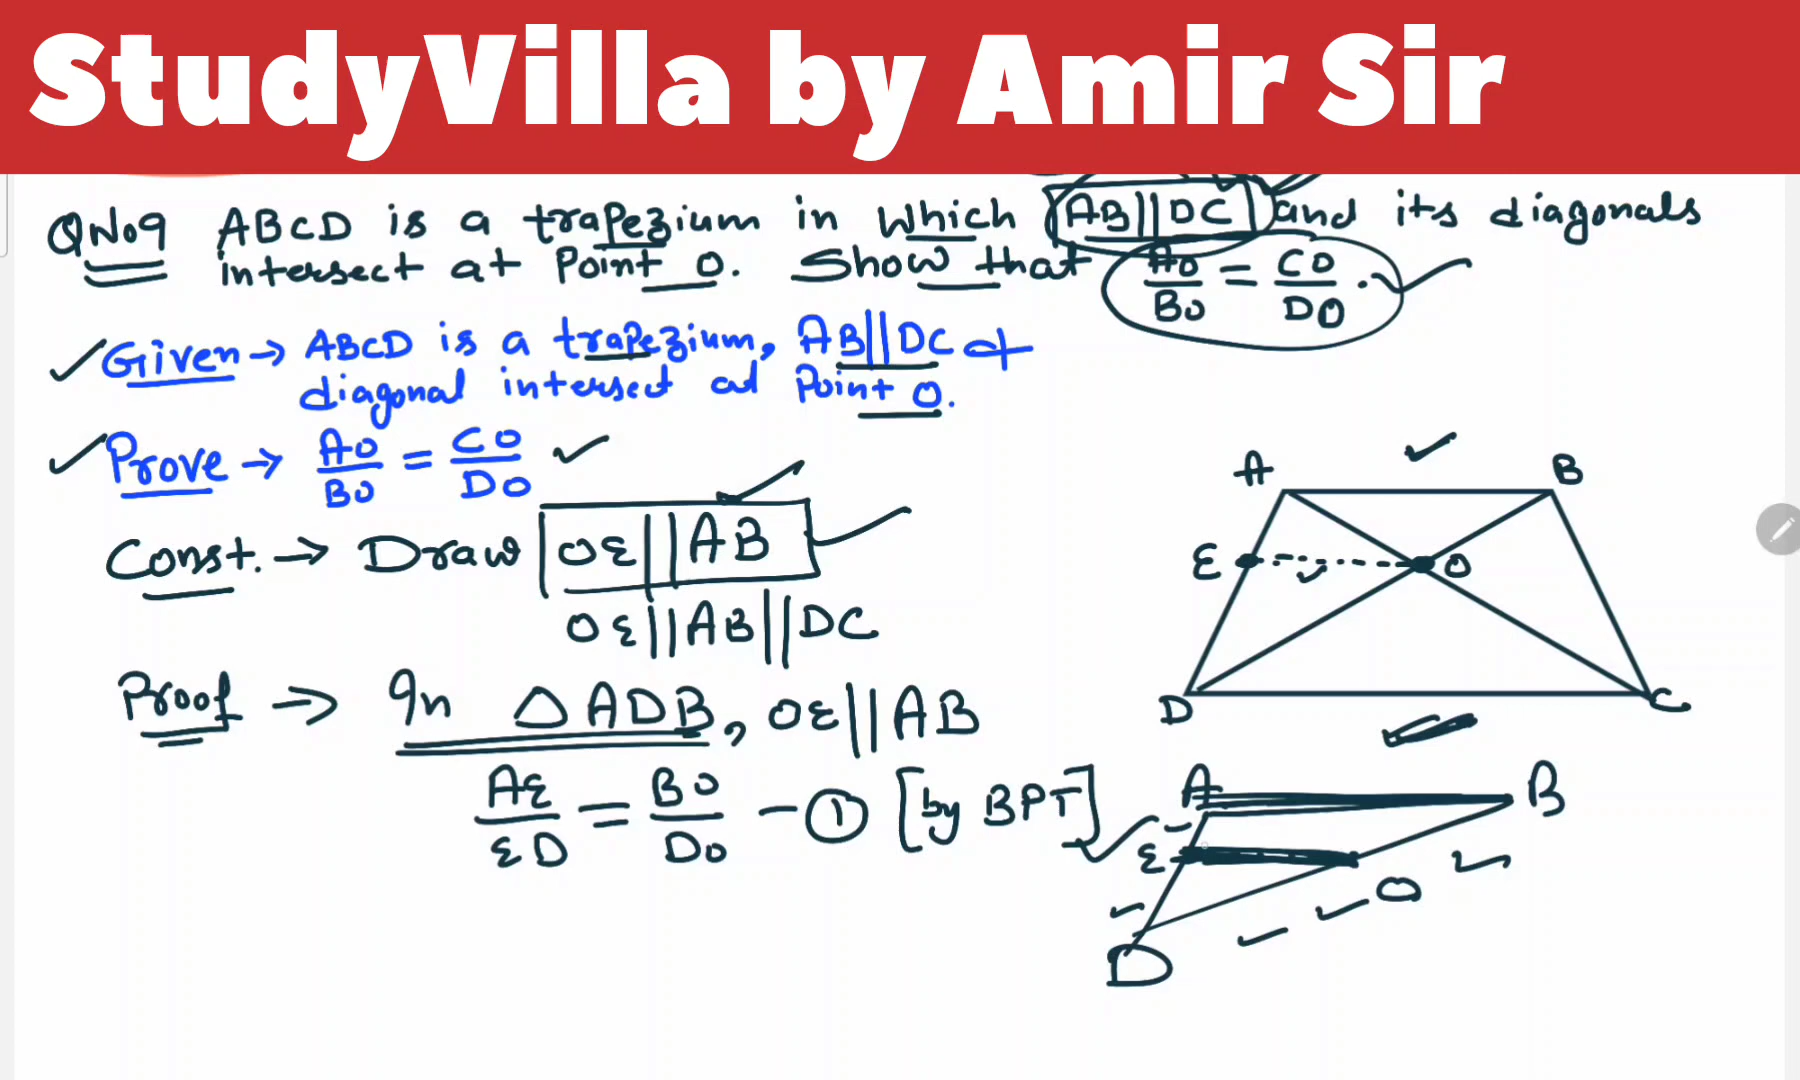 StudyVilla by Amir Sir
QNo9 ABCD is a trapezium in which AB||DC and its diagonals
intersect at Point O. Show that AO/BO = CO/DO.
Given → ABCD is a trapezium, AB||DC &
diagonal intersect at Point O.
Prove → AO/BO = CO/DO
Const. → Draw OE||AB
OE||AB||DC
Proof → In △ADB, OE||AB
AE/ED = BO/DO - ① [by BPT]
A B
E O
D C
A B
E O
D